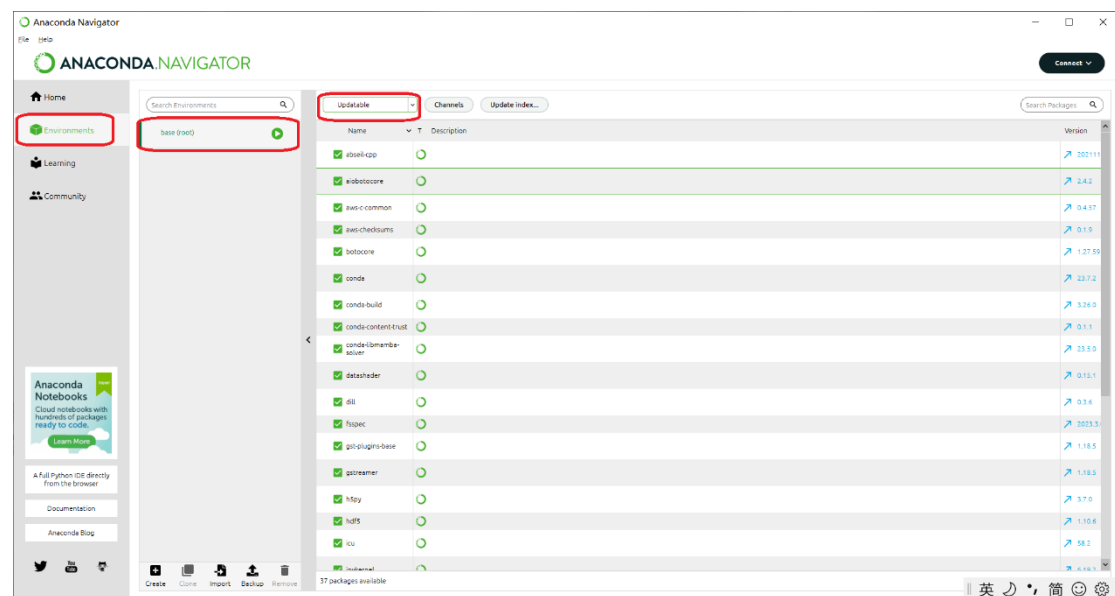 Anaconda Navigator
File Help
ANACONDA.NAVIGATOR
Connect
Home
Environments
Learning
Community
Search Environments
base (root)
Updatable
Channels
Update index...
Search Packages
Name
T
Description
Version
abseil-cpp
202111
aiobotocore
2.4.2
aws-c-common
0.4.57
aws-checksums
0.1.9
botocore
1.27.59
conda
23.7.2
conda-build
3.26.0
conda-content-trust
0.1.1
conda-libmamba-
solver
23.5.0
datashader
0.15.1
dill
0.3.6
fsspec
2023.3.
gst-plugins-base
1.18.5
gstreamer
1.18.5
h5py
3.7.0
hdf5
1.10.6
icu
58.2
37 packages available
Anaconda
Notebooks
Cloud notebooks with
hundreds of packages
ready to code.
Learn More
A full Python IDE directly
from the browser
Documentation
Anaconda Blog
Create
Clone
Import
Backup
Remove
英
简